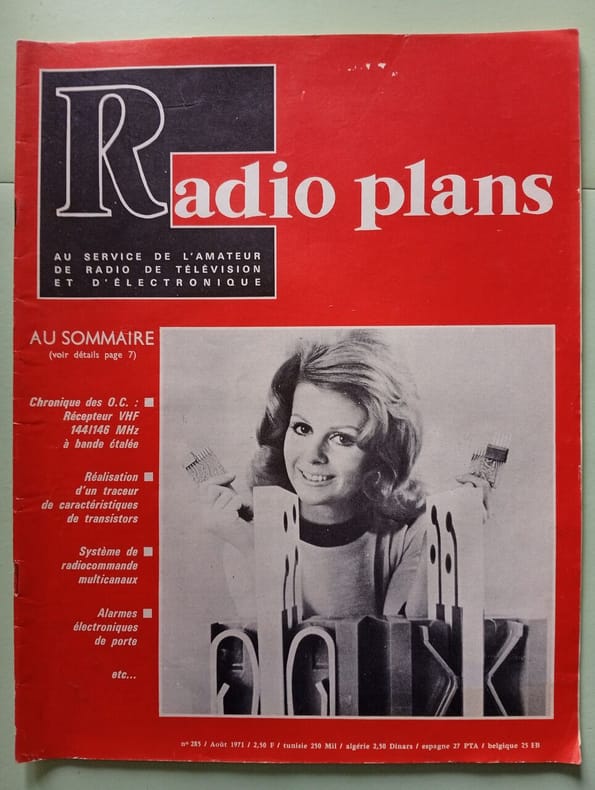 Radio plans
AU SERVICE DE L'AMATEUR
DE RADIO DE TÉLÉVISION
ET D'ÉLECTRONIQUE
AU SOMMAIRE
(voir détails page 7)
Chronique des O.C. :
Récepteur VHF
144/146 MHz
à bande étalée
Réalisation
d'un traceur
de caractéristiques
de transistors
Système de
radiocommande
multicanaux
Alarmes
électroniques
de porte
etc...
n° 285 / Août 1971 / 2,50 F / tunisie 250 Mil / algérie 2,50 Dinars / espagne 27 PTA / belgique 25 FB